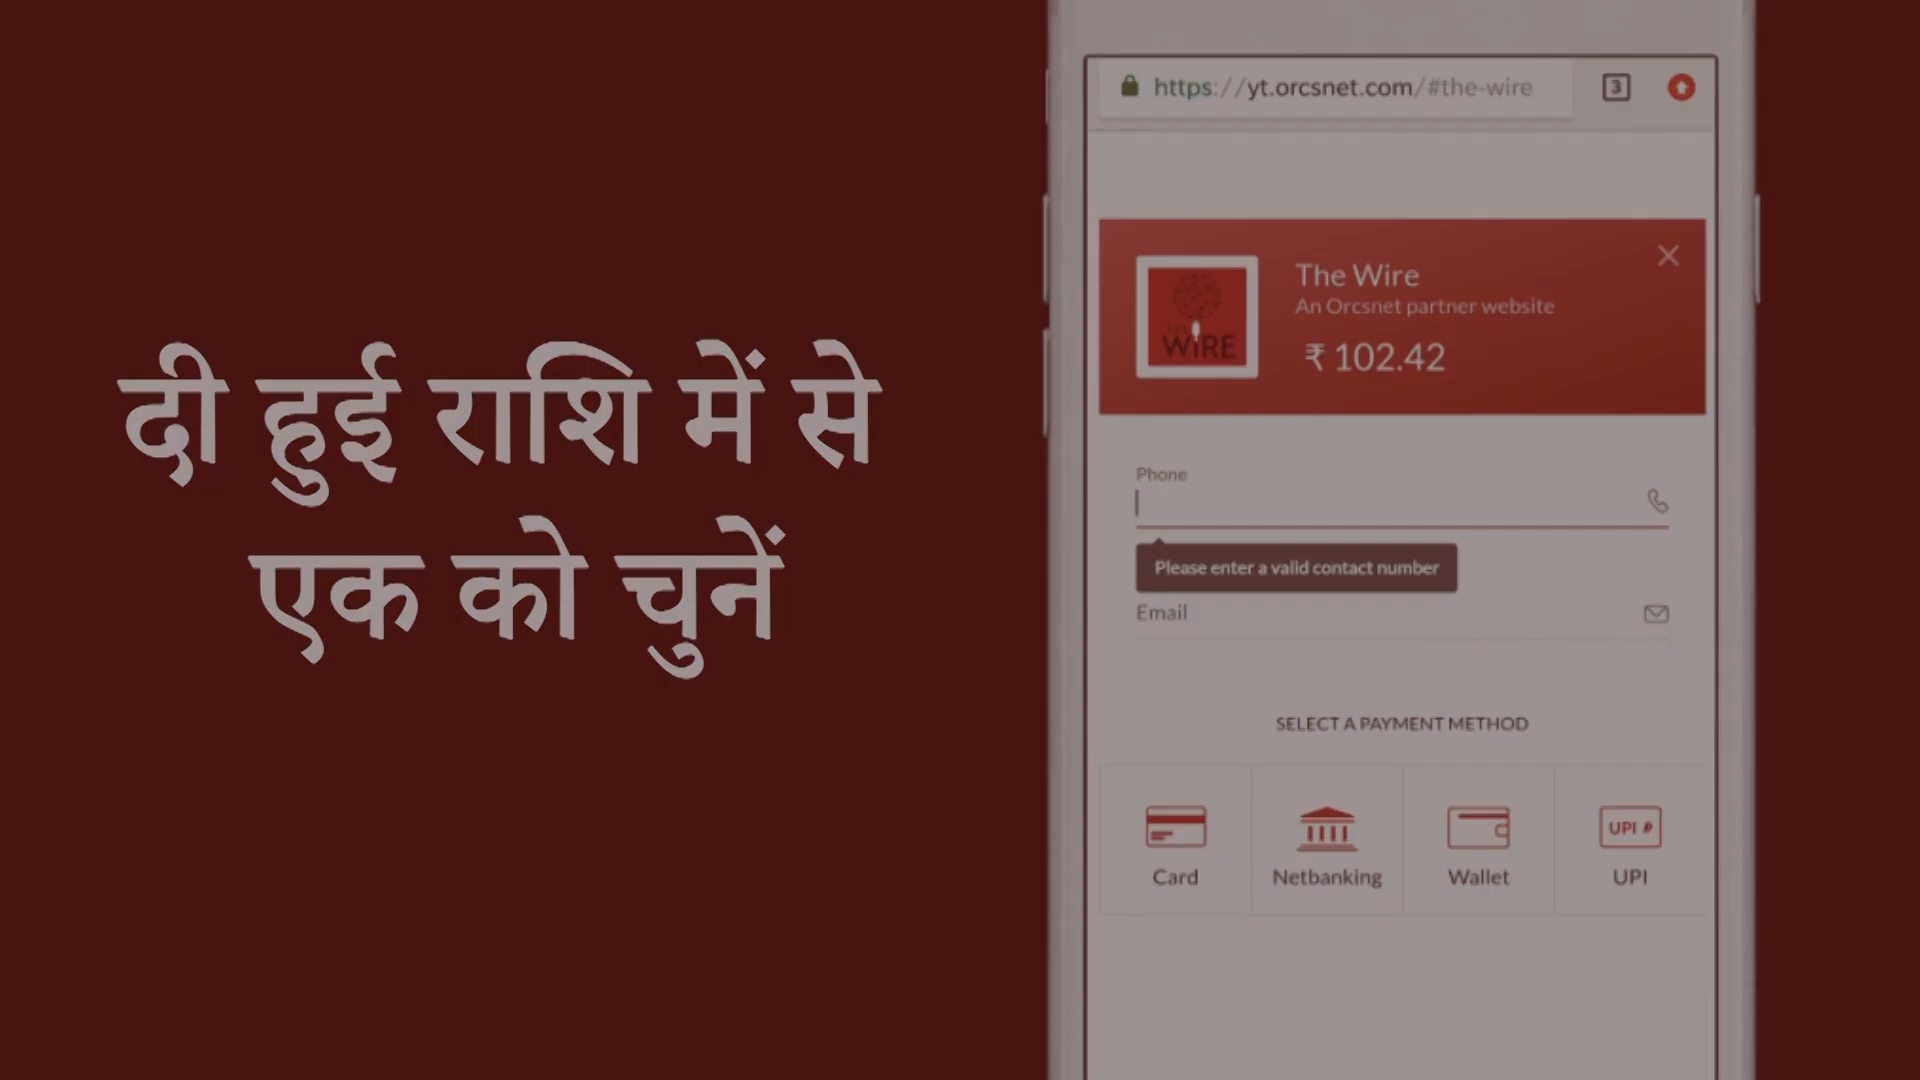 दी हुई राशि में से
एक को चुनें
https://yt.orcsnet.com/#the-wire
3
The Wire
An Orcsnet partner website
₹ 102.42
THE
WIRE
Phone
Please enter a valid contact number
Email
SELECT A PAYMENT METHOD
Card
Netbanking
Wallet
UPI
UPI